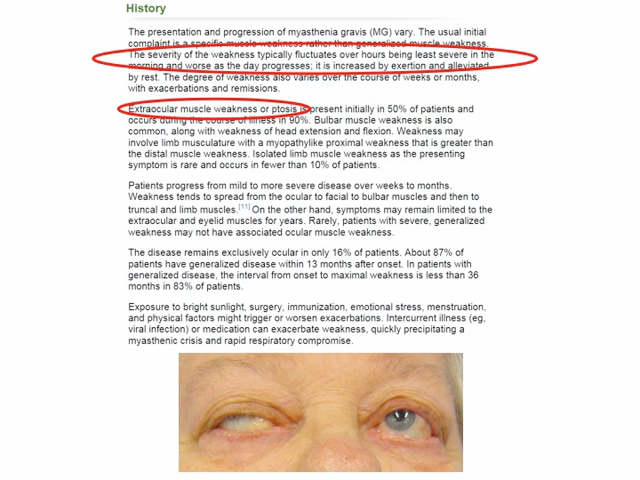 History
The presentation and progression of myasthenia gravis (MG) vary. The usual initial
complaint is a specific muscle weakness rather than generalized muscle weakness.
The severity of the weakness typically fluctuates over hours being least severe in the
morning and worse as the day progresses; it is increased by exertion and alleviated
by rest. The degree of weakness also varies over the course of weeks or months,
with exacerbations and remissions.
Extraocular muscle weakness or ptosis is present initially in 50% of patients and
occurs during the course of illness in 90%. Bulbar muscle weakness is also
common, along with weakness of head extension and flexion. Weakness may
involve limb musculature with a myopathylike proximal weakness that is greater than
the distal muscle weakness. Isolated limb muscle weakness as the presenting
symptom is rare and occurs in fewer than 10% of patients.
Patients progress from mild to more severe disease over weeks to months.
Weakness tends to spread from the ocular to facial to bulbar muscles and then to
truncal and limb muscles.[11] On the other hand, symptoms may remain limited to the
extraocular and eyelid muscles for years. Rarely, patients with severe, generalized
weakness may not have associated ocular muscle weakness.
The disease remains exclusively ocular in only 16% of patients. About 87% of
patients have generalized disease within 13 months after onset. In patients with
generalized disease, the interval from onset to maximal weakness is less than 36
months in 83% of patients.
Exposure to bright sunlight, surgery, immunization, emotional stress, menstruation,
and physical factors might trigger or worsen exacerbations. Intercurrent illness (eg,
viral infection) or medication can exacerbate weakness, quickly precipitating a
myasthenic crisis and rapid respiratory compromise.